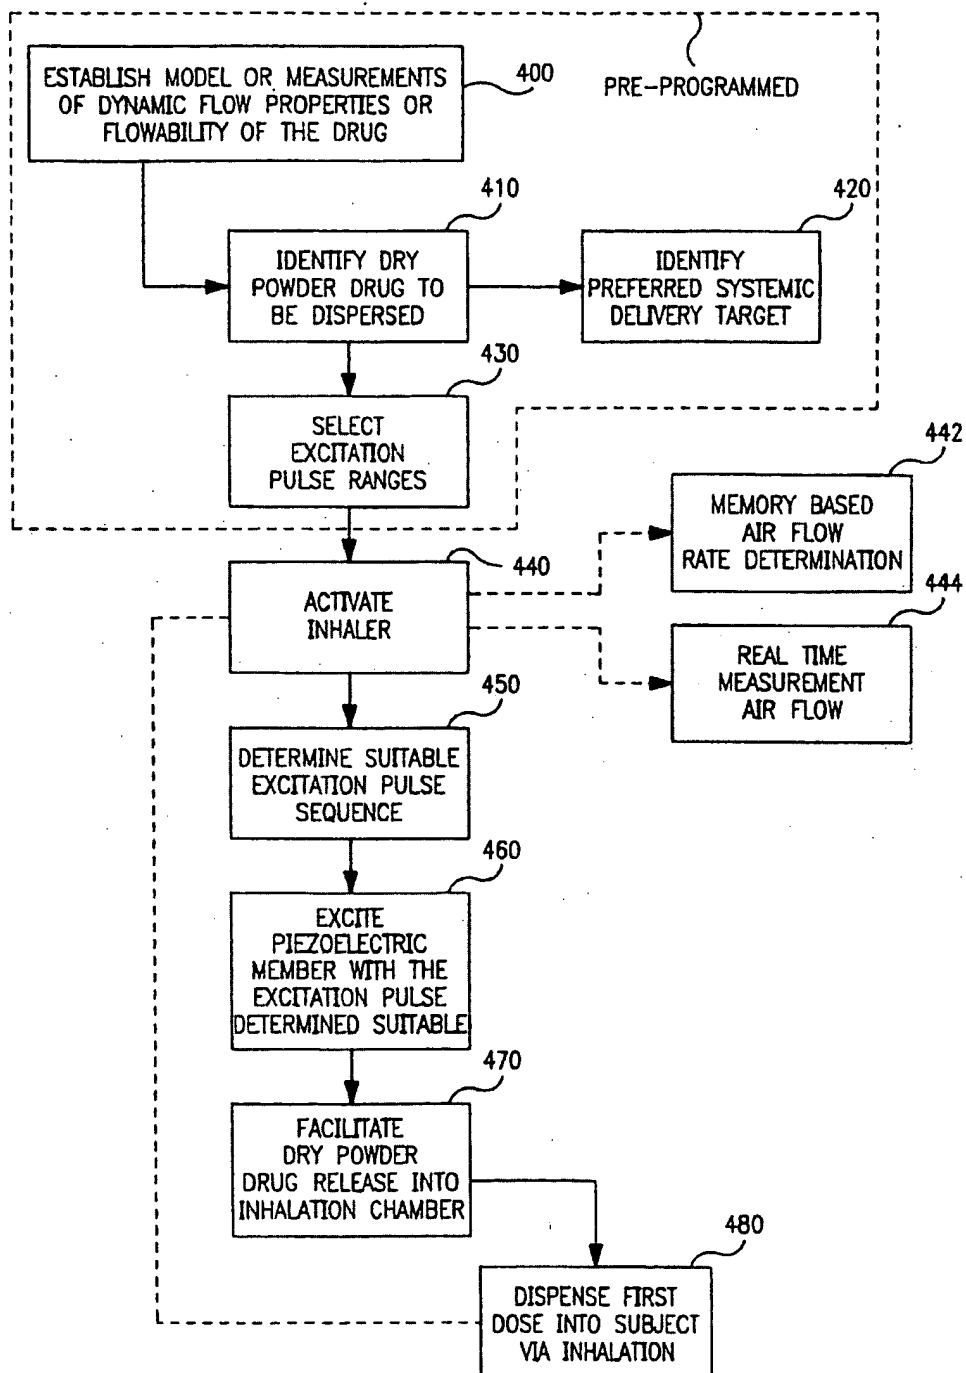 PRE-PROGRAMMED
400
ESTABLISH MODEL OR MEASUREMENTS
OF DYNAMIC FLOW PROPERTIES OR
FLOWABILITY OF THE DRUG
410
IDENTIFY DRY
POWDER DRUG TO
BE DISPERSED
420
IDENTIFY
PREFERRED SYSTEMIC
DELIVERY TARGET
430
SELECT
EXCITATION
PULSE RANGES
440
ACTIVATE
INHALER
442
MEMORY BASED
AIR FLOW
RATE DETERMINATION
444
REAL TIME
MEASUREMENT
AIR FLOW
450
DETERMINE SUITABLE
EXCITATION PULSE
SEQUENCE
460
EXCITE
PIEZOELECTRIC
MEMBER WITH THE
EXCITATION PULSE
DETERMINED SUITABLE
470
FACILITATE
DRY POWDER
DRUG RELEASE INTO
INHALATION CHAMBER
480
DISPENSE FIRST
DOSE INTO SUBJECT
VIA INHALATION